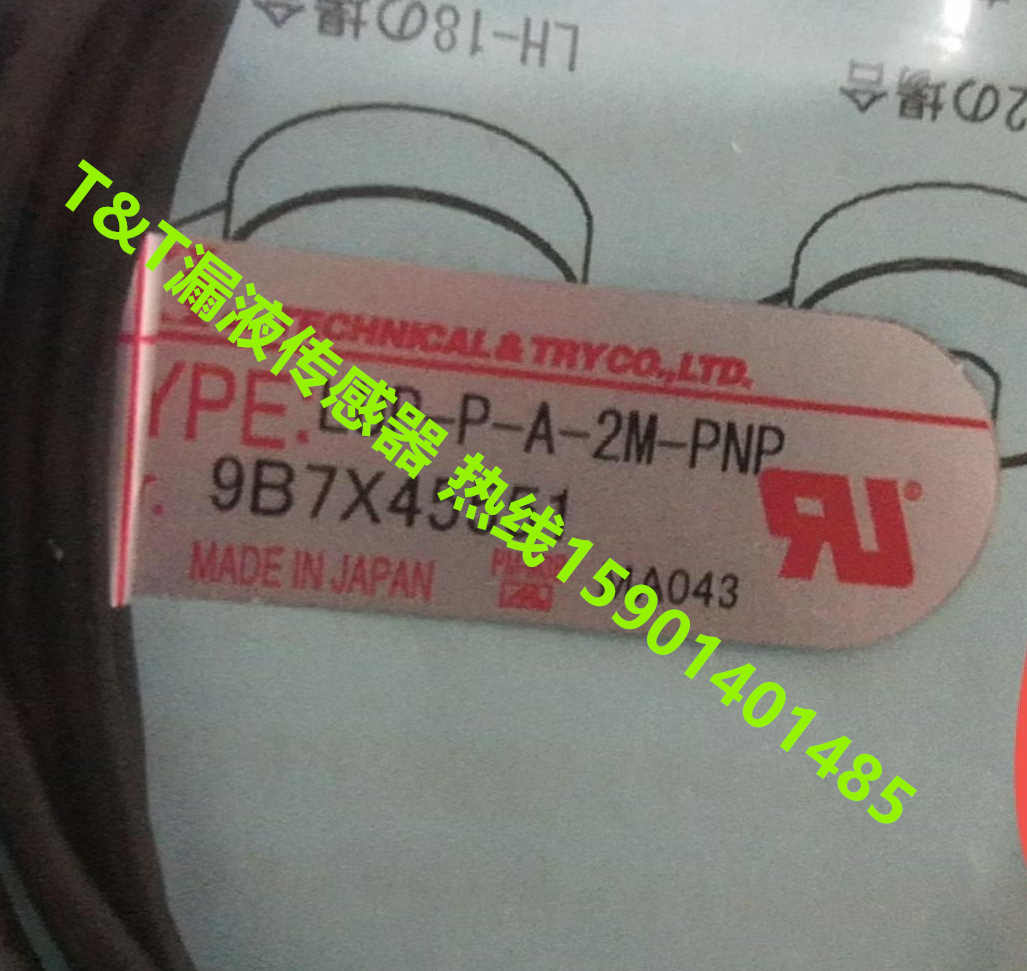 LH-18の場合
2の場合
TECHNICAL & TRY CO., LTD.
YPE. -P-A-2M-PNP
9B7X45
MADE IN JAPAN
MA043
T&T漏液传感器 热线15901401485